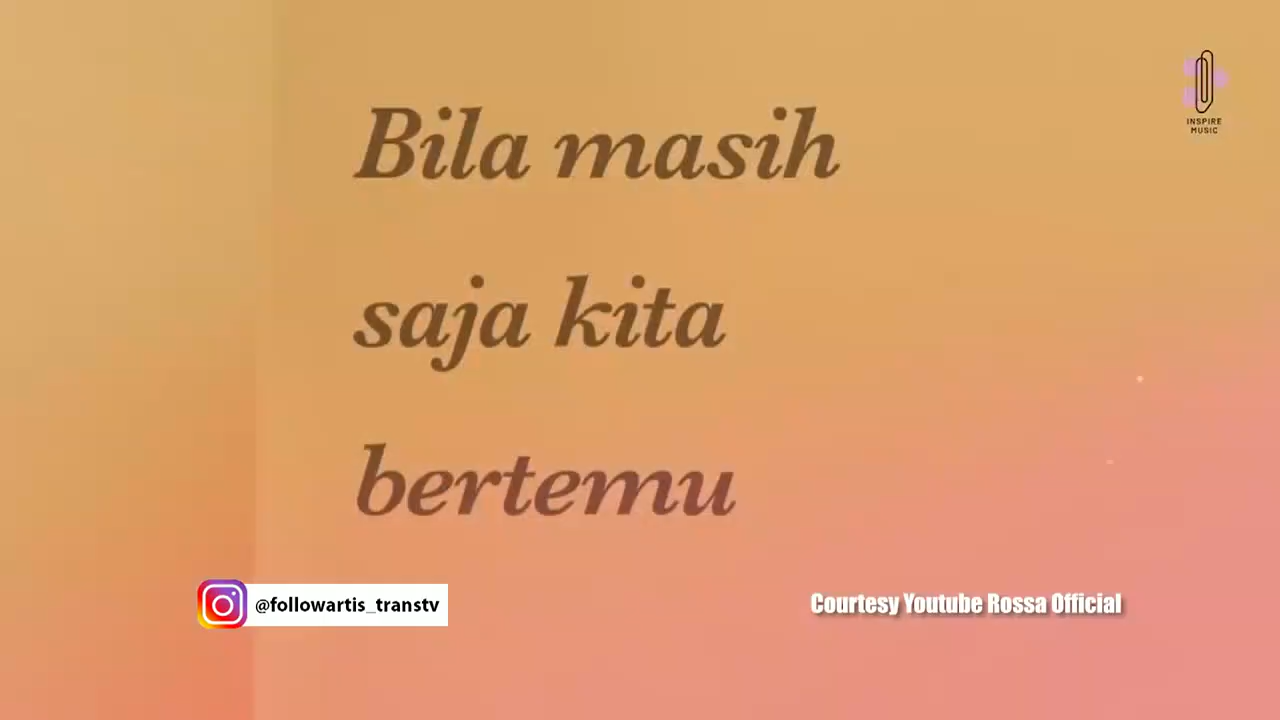 INSPIRE
MUSIC
Bila masih
saja kita
bertemu
@followartis_transtv
Courtesy Youtube Rossa Official